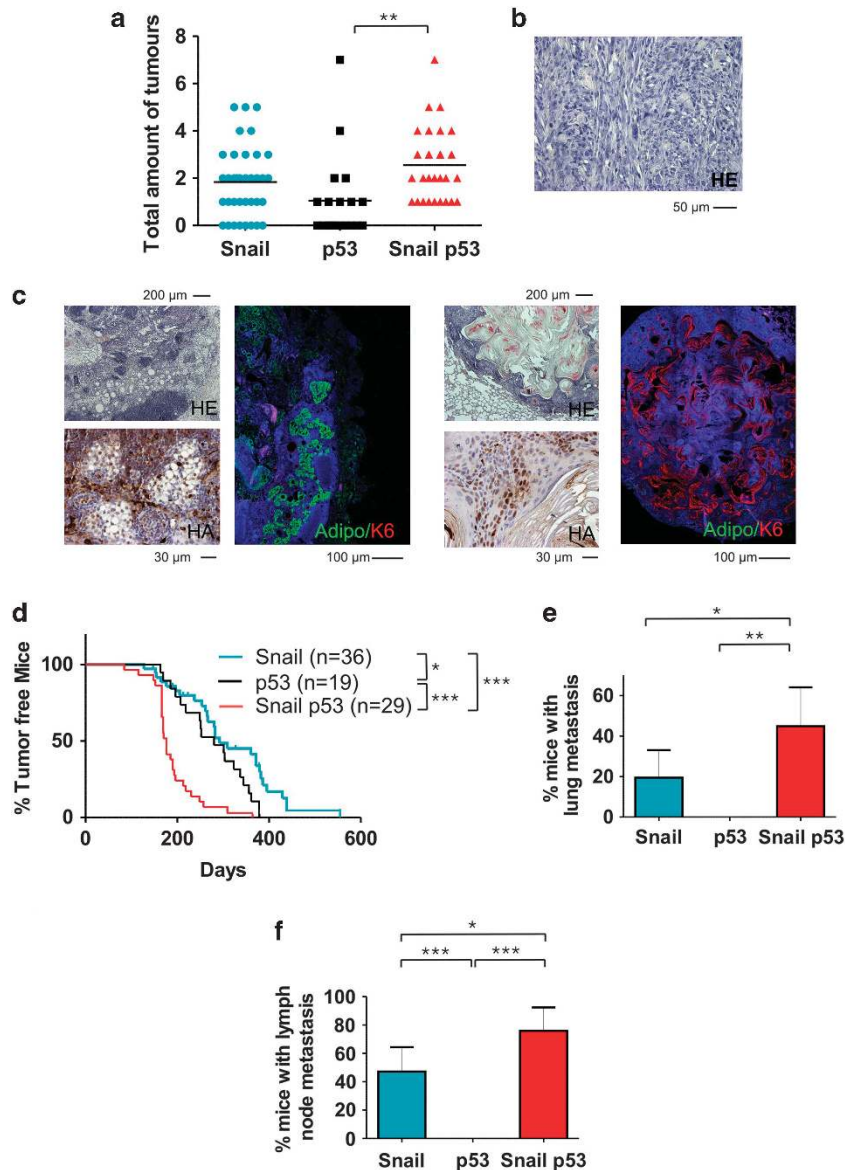 a
**
Total amount of tumours
8
6
4
2
0
Snail
p53
Snail p53
b
HE
50 µm
c
200 µm
HE
HA
30 µm
Adipo/K6
100 µm
200 µm
HE
HA
30 µm
Adipo/K6
100 µm
d
% Tumor free Mice
100
50
0
0 200 400 600
Days
Snail (n=36)
p53 (n=19)
Snail p53 (n=29)
*
***
***
e
*
**
% mice with
lung metastasis
60
40
20
0
Snail p53 Snail p53
f
*
*** ***
% mice with lymph
node metastasis
100
80
60
40
20
0
Snail p53 Snail p53